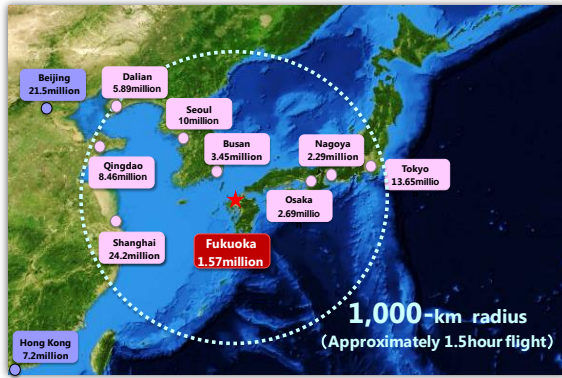 Beijing
21.5million
Dalian
5.89million
Seoul
10million
Busan
3.45million
Nagoya
2.29million
Qingdao
8.46million
Tokyo
13.65millio
Osaka
2.69millio
Shanghai
24.2million
Fukuoka
1.57million
1,000-km radius
(Approximately 1.5hour flight)
Hong Kong
7.2million